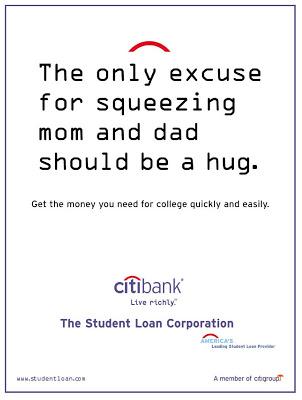 The only excuse
for squeezing
mom and dad
should be a hug.
Get the money you need for college quickly and easily.
citibank®
Live richly.™
The Student Loan Corporation
AMERICA'S
Leading Student Loan Provider
www.studentloan.com
A member of citigroup